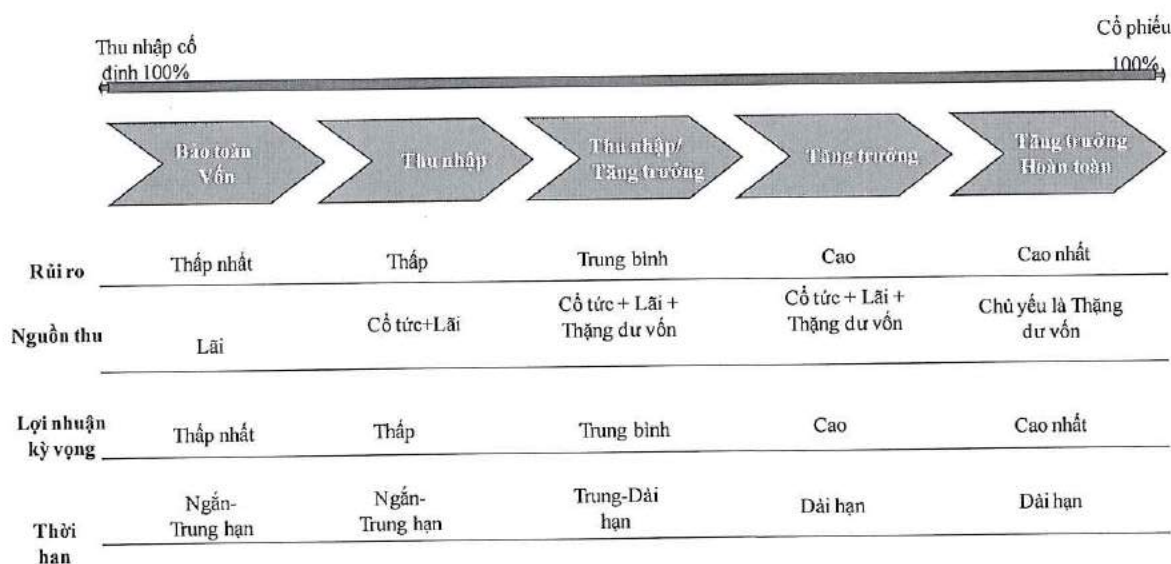 Thu nhập cố
định 100%
Cổ phiếu
100%
Bảo toàn
Vốn
Thu nhập
Thu nhập/
Tăng trưởng
Tăng trưởng
Tăng trưởng
Hoàn toàn
Rủi ro
Thấp nhất
Thấp
Trung bình
Cao
Cao nhất
Nguồn thu
Lãi
Cổ tức+Lãi
Cổ tức + Lãi +
Thặng dư vốn
Cổ tức + Lãi +
Thặng dư vốn
Chủ yếu là Thặng
dư vốn
Lợi nhuận
kỳ vọng
Thấp nhất
Thấp
Trung bình
Cao
Cao nhất
Thời
hạn
Ngắn-
Trung hạn
Ngắn-
Trung hạn
Trung-Dài
hạn
Dài hạn
Dài hạn